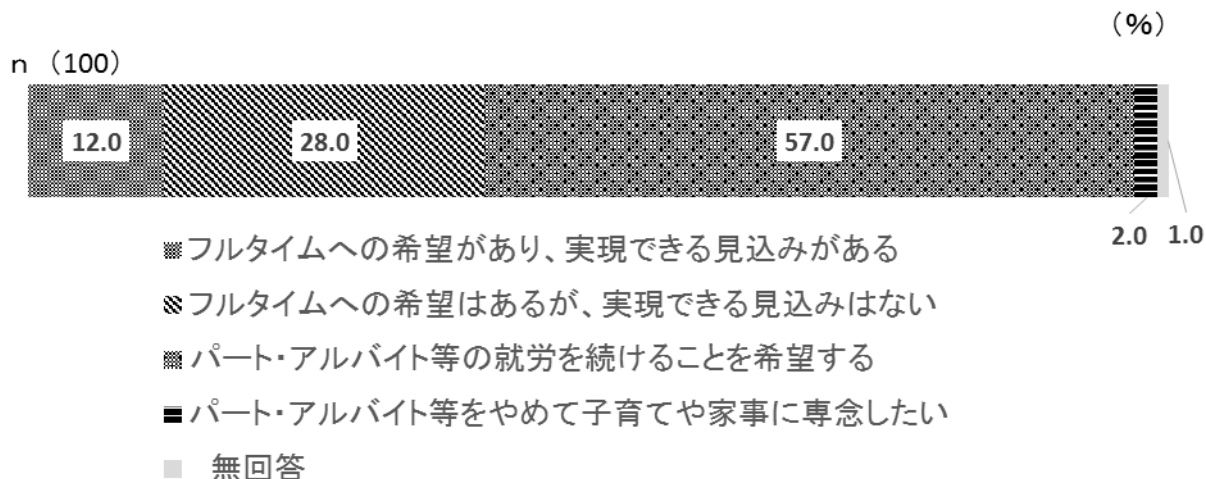 (%)
n (100)
12.0 28.0 57.0
2.0 1.0
フルタイムへの希望があり、実現できる見込みがある
フルタイムへの希望はあるが、実現できる見込みはない
パート・アルバイト等の就労を続けることを希望する
パート・アルバイト等をやめて子育てや家事に専念したい
無回答